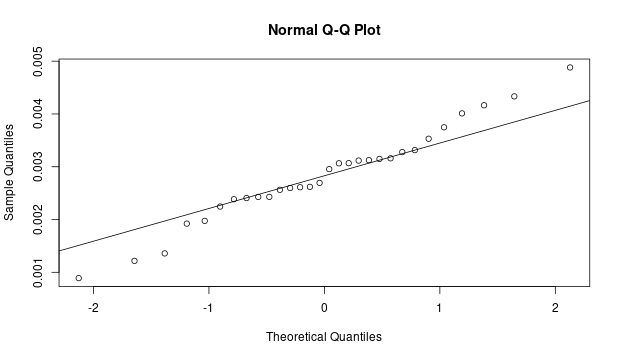 Normal Q-Q Plot
0.005
0.004
0.003
0.002
0.001
Sample Quantiles
-2 -1 0 1 2
Theoretical Quantiles